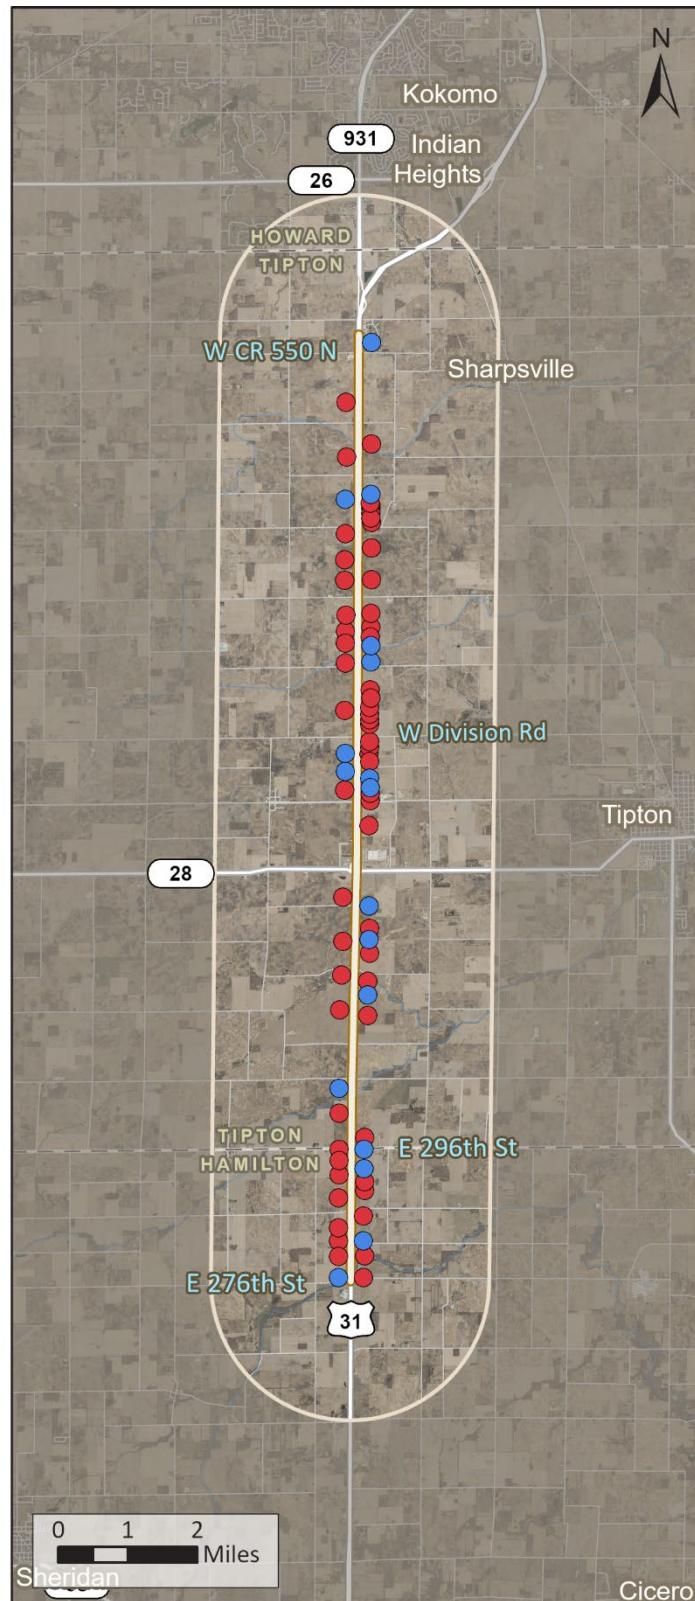 N
Kokomo
931
Indian
Heights
26
HOWARD
TIPTON
W CR 550 N
Sharpsville
W Division Rd
Tipton
28
TIPTON
HAMILTON
E 296th St
E 276th St
31
0 1 2
Miles
Sheridan
Cicero